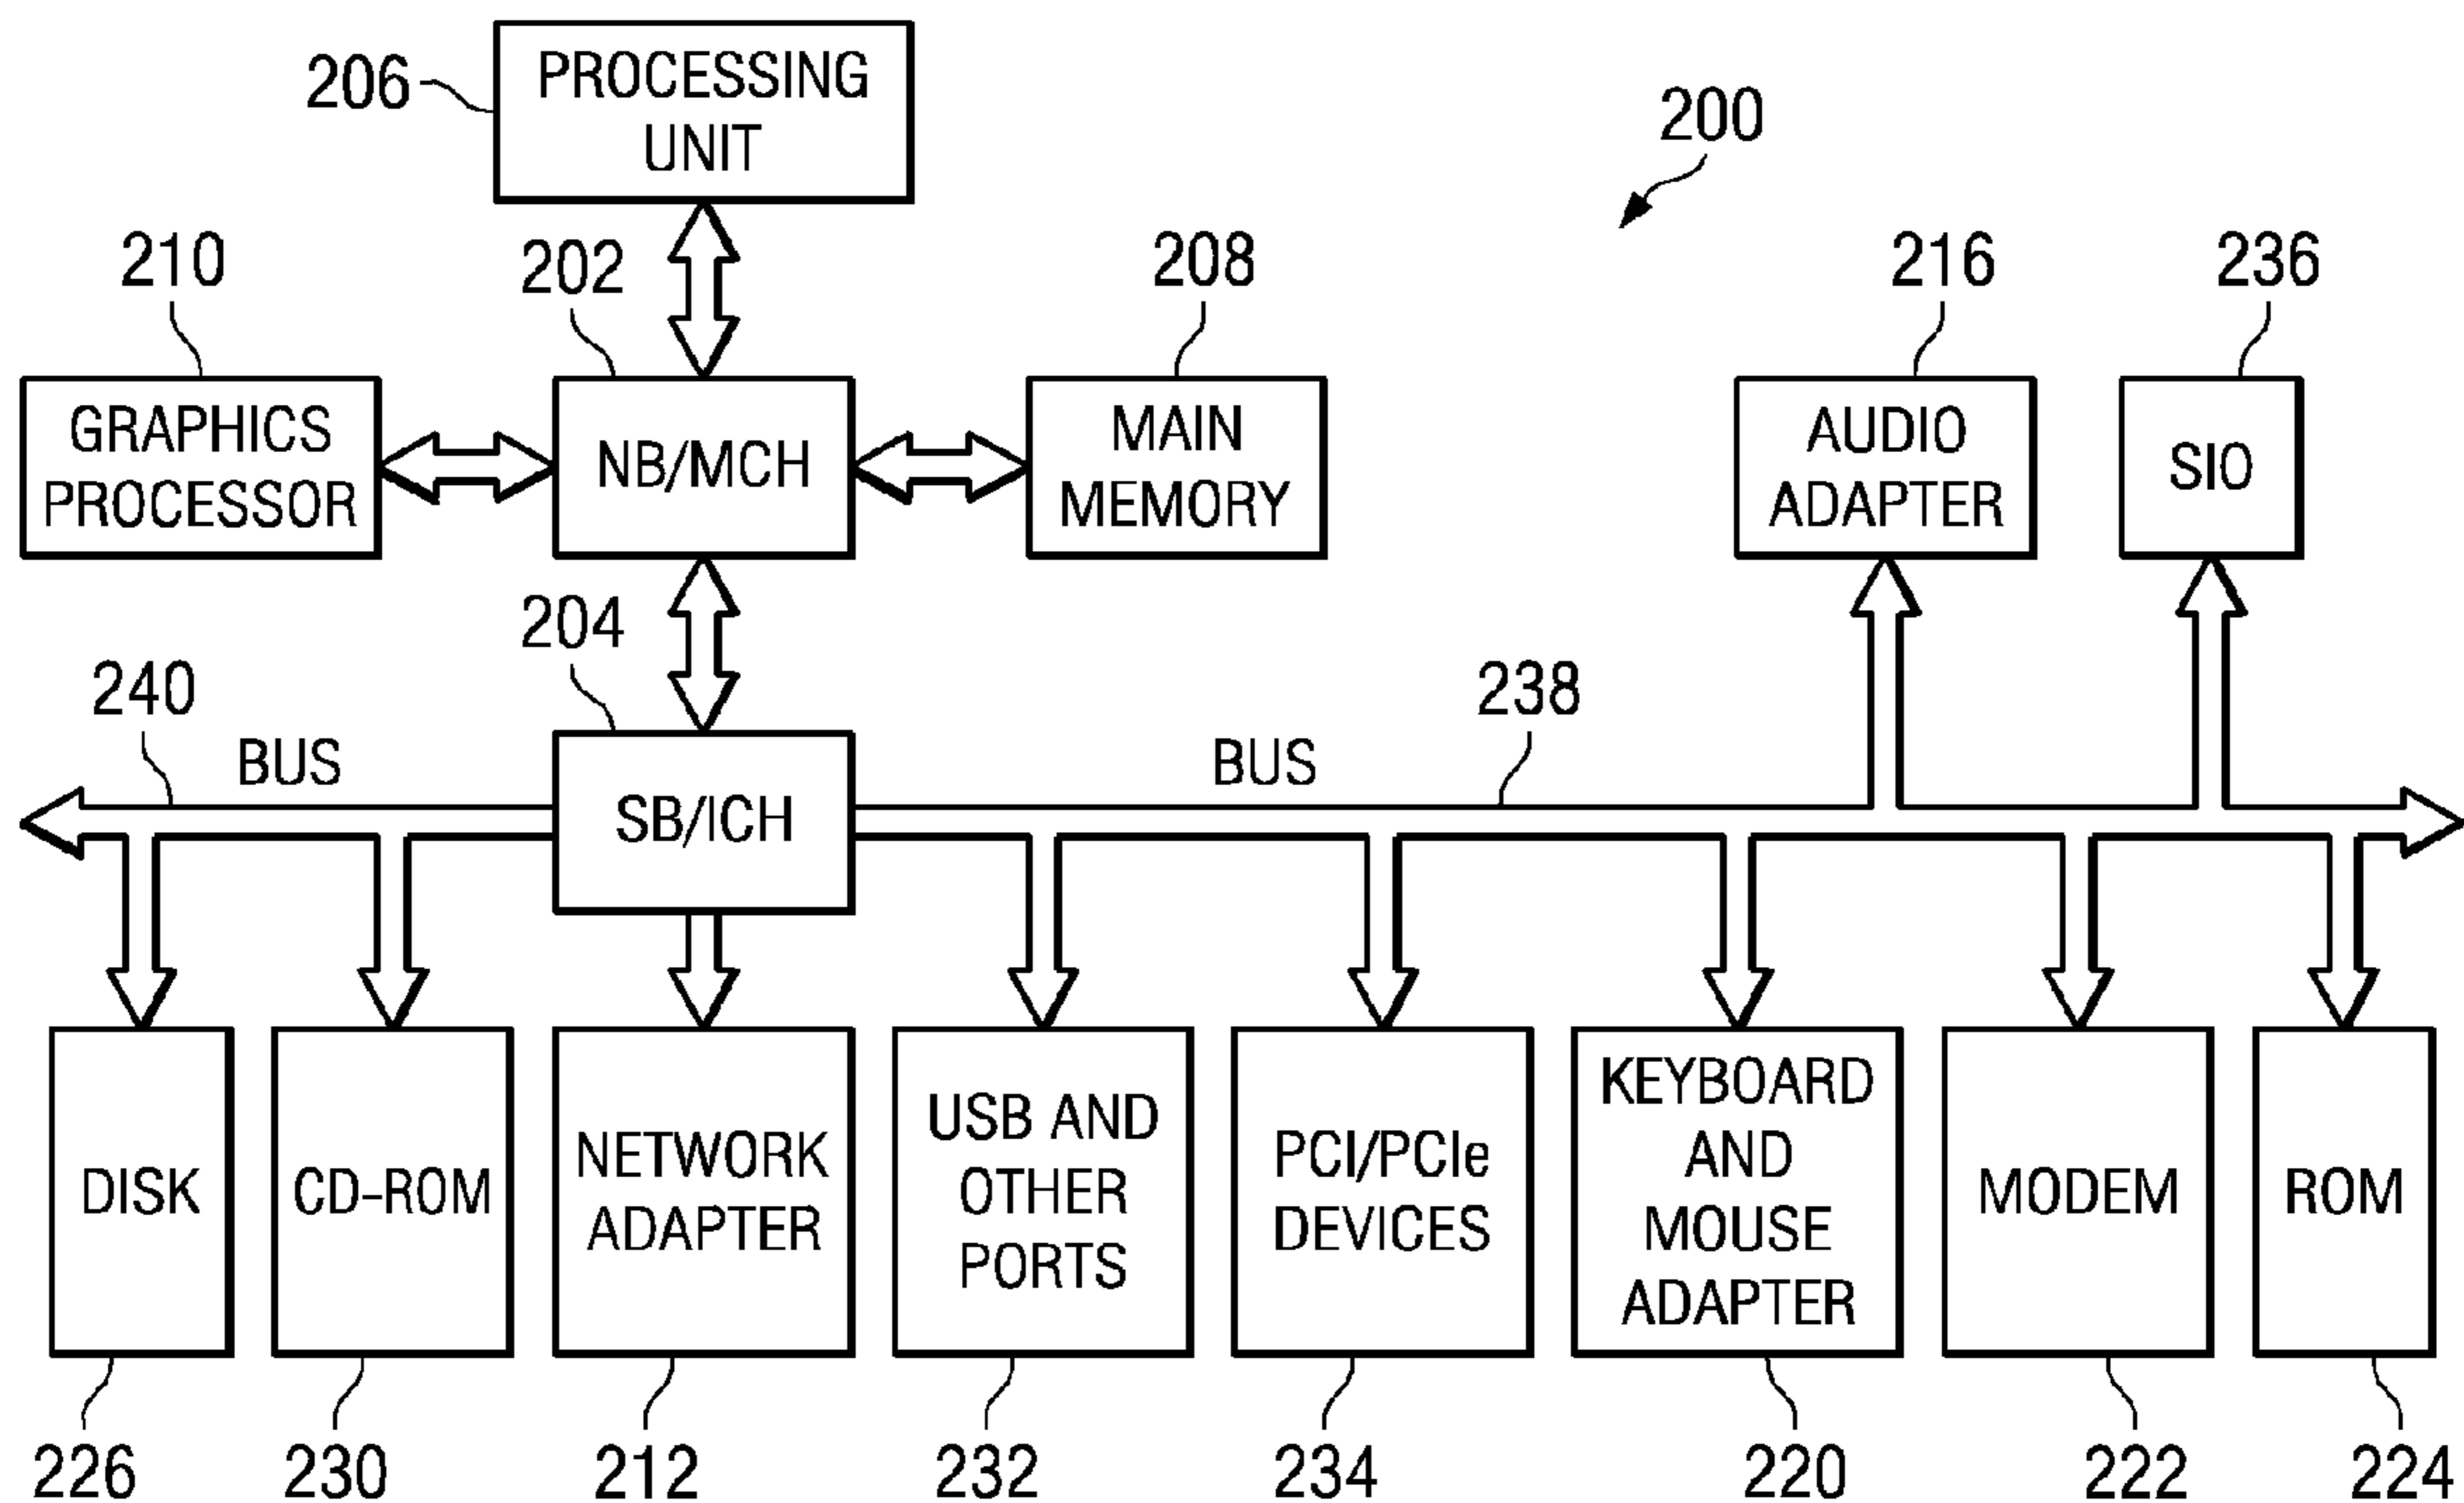 PROCESSING
UNIT
206
200
210
202
208
216
236
GRAPHICS
PROCESSOR
NB/MCH
MAIN
MEMORY
AUDIO
ADAPTER
SIO
204
240
238
BUS
BUS
SB/ICH
DISK
CD-ROM
NETWORK
ADAPTER
USB AND
OTHER
PORTS
PCI/PCIe
DEVICES
KEYBOARD
AND
MOUSE
ADAPTER
MODEM
ROM
226
230
212
232
234
220
222
224